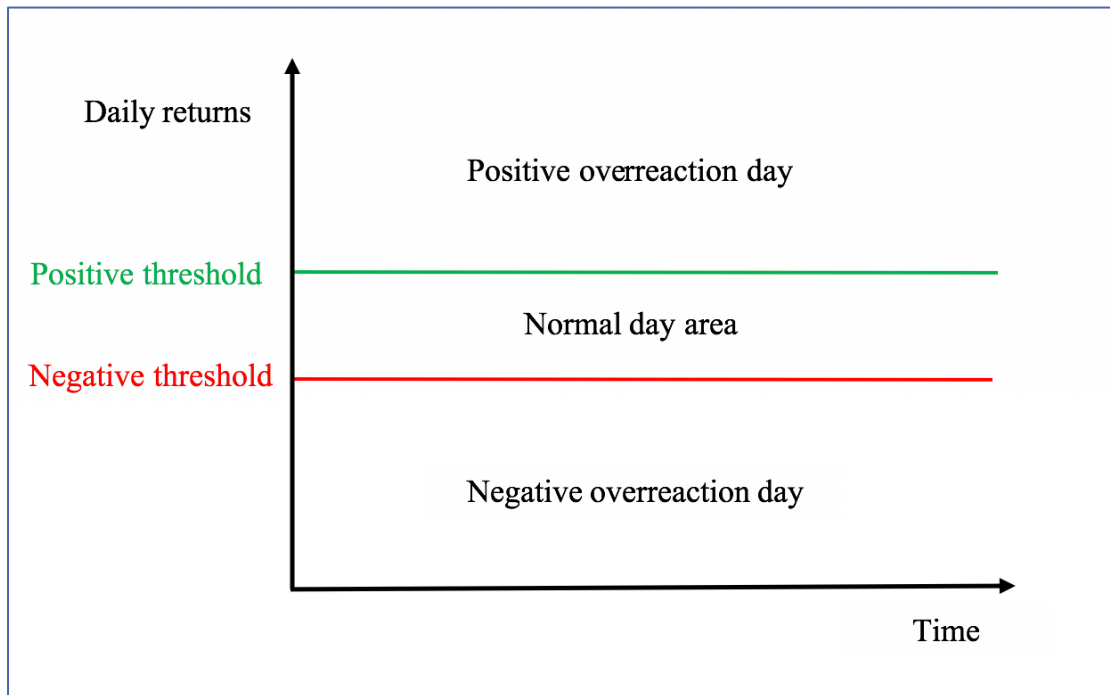 Daily returns
Positive overreaction day
Positive threshold
Normal day area
Negative threshold
Negative overreaction day
Time